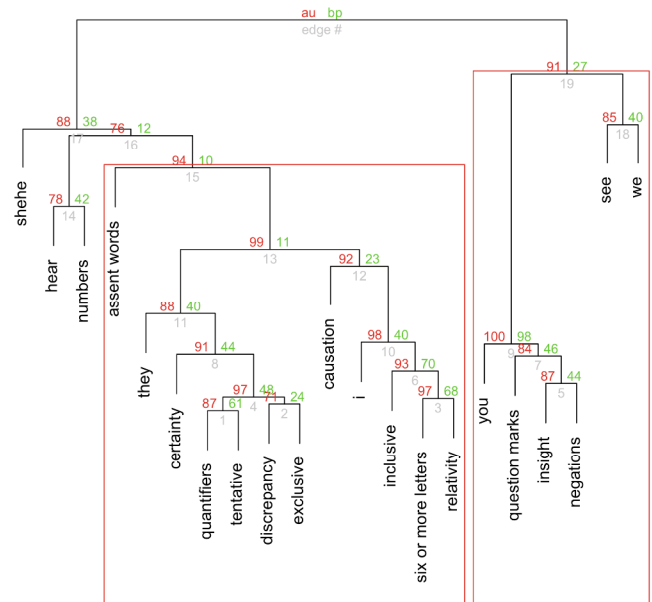 au bp
edge #
91 27
19
88 38
17
76 12
16
85 40
18
94 10
15
78 42
14
99 11
13
92 23
12
88 40
11
98 40
10
100 98
9
91 44
8
84 46
7
93 70
6
87 44
5
97 48
4
97 68
3
71 24
2
87 61
1
shehe
hear
numbers
assent words
they
certainty
quantifiers
tentative
discrepancy
exclusive
causation
i
inclusive
six or more letters
relativity
you
question marks
insight
negations
see
we